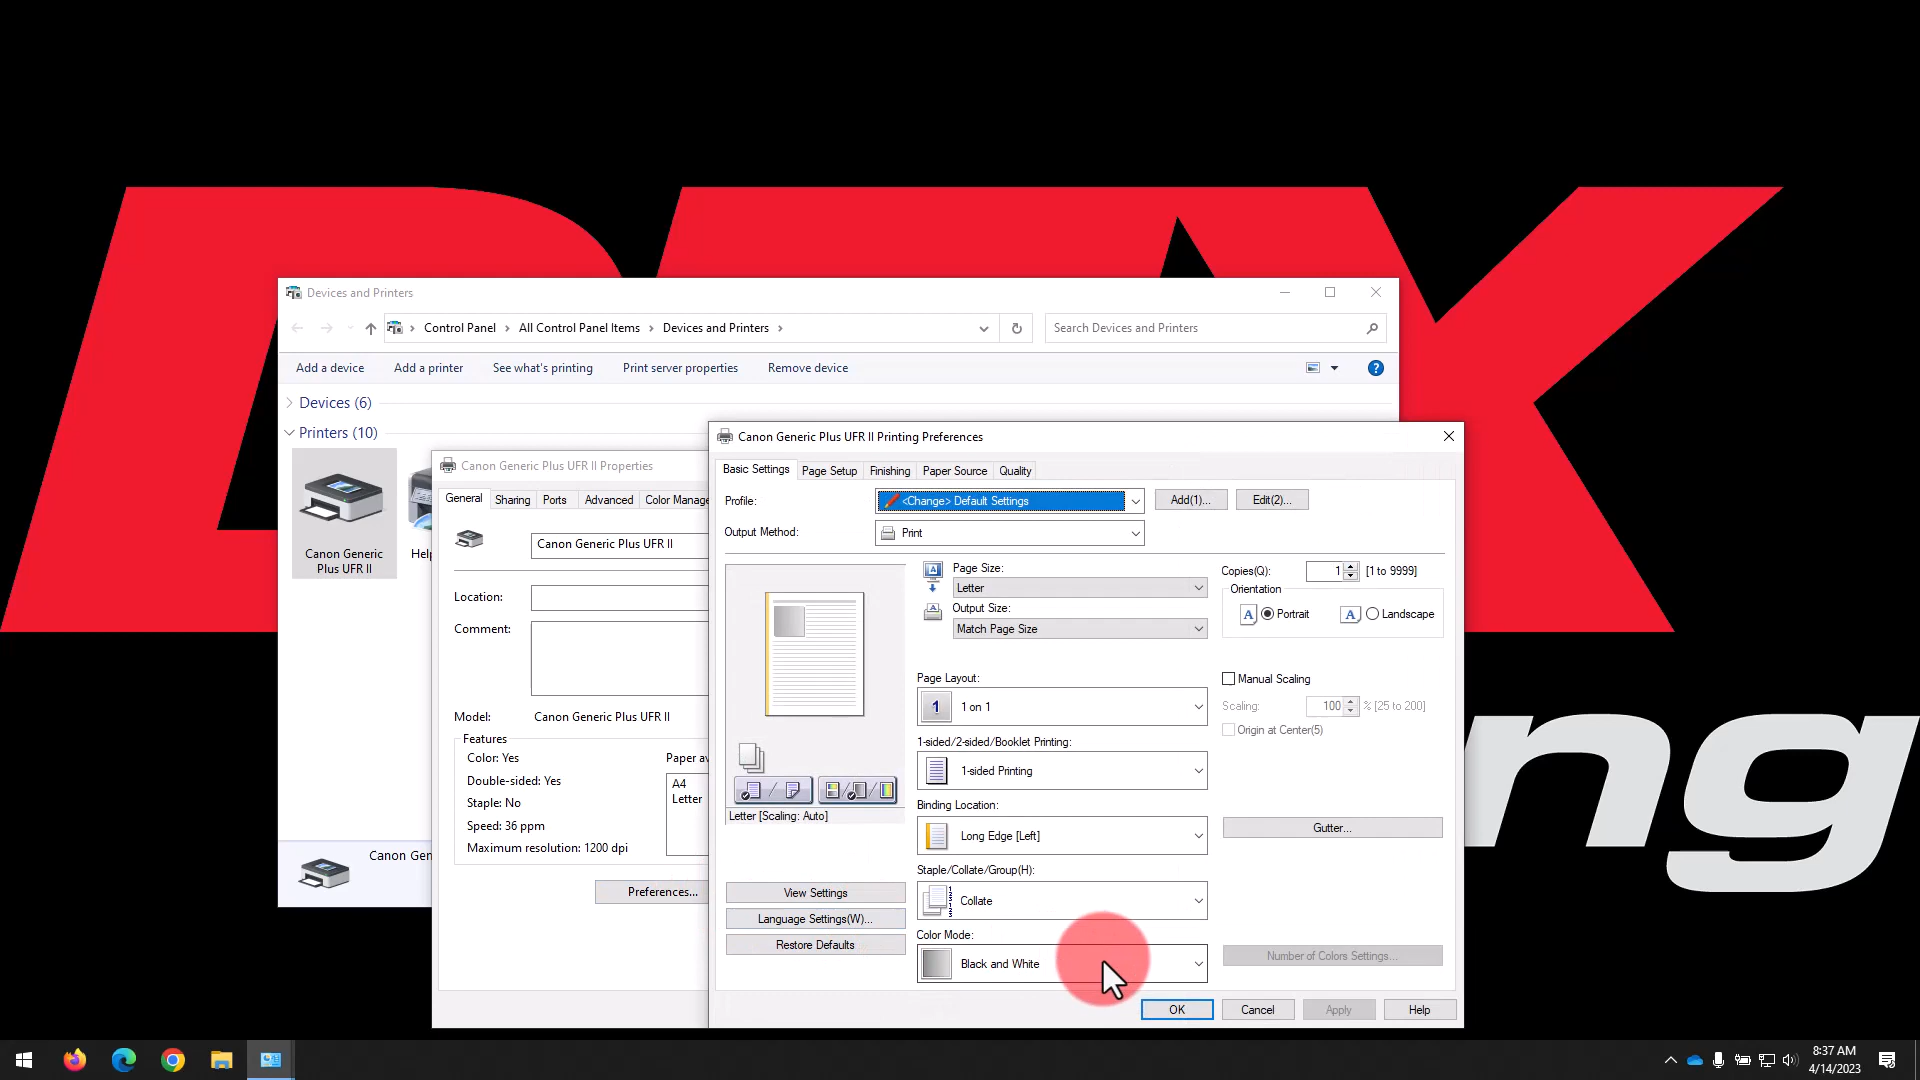 Devices and Printers
Control Panel > All Control Panel Items > Devices and Printers >
Search Devices and Printers
Add a device
Add a printer
See what's printing
Print server properties
Remove device
Devices (6)
Printers (10)
Canon Generic
Plus UFR II
Help
Canon Gen
Canon Generic Plus UFR II Properties
General
Sharing
Ports
Advanced
Color Manage
Canon Generic Plus UFR II
Location:
Comment:
Model:
Canon Generic Plus UFR II
Features
Color: Yes
Double-sided: Yes
Staple: No
Speed: 36 ppm
Maximum resolution: 1200 dpi
Paper av
A4
Letter
Preferences...
Canon Generic Plus UFR II Printing Preferences
Basic Settings
Page Setup
Finishing
Paper Source
Quality
Profile:
<Change> Default Settings
Add(1)...
Edit(2)...
Output Method:
Print
Page Size:
Letter
Output Size:
Match Page Size
Copies(Q):
1
[1 to 9999]
Orientation
A
Portrait
A
Landscape
Page Layout:
1
1 on 1
Manual Scaling
Scaling:
100
% [25 to 200]
Origin at Center(5)
1-sided/2-sided/Booklet Printing:
1-sided Printing
Letter [Scaling: Auto]
Binding Location:
Long Edge [Left]
Gutter...
Staple/Collate/Group(H):
Collate
View Settings
Language Settings(W)...
Restore Defaults
Color Mode:
Black and White
Number of Colors Settings...
OK
Cancel
Apply
Help
ng
8:37 AM
4/14/2023